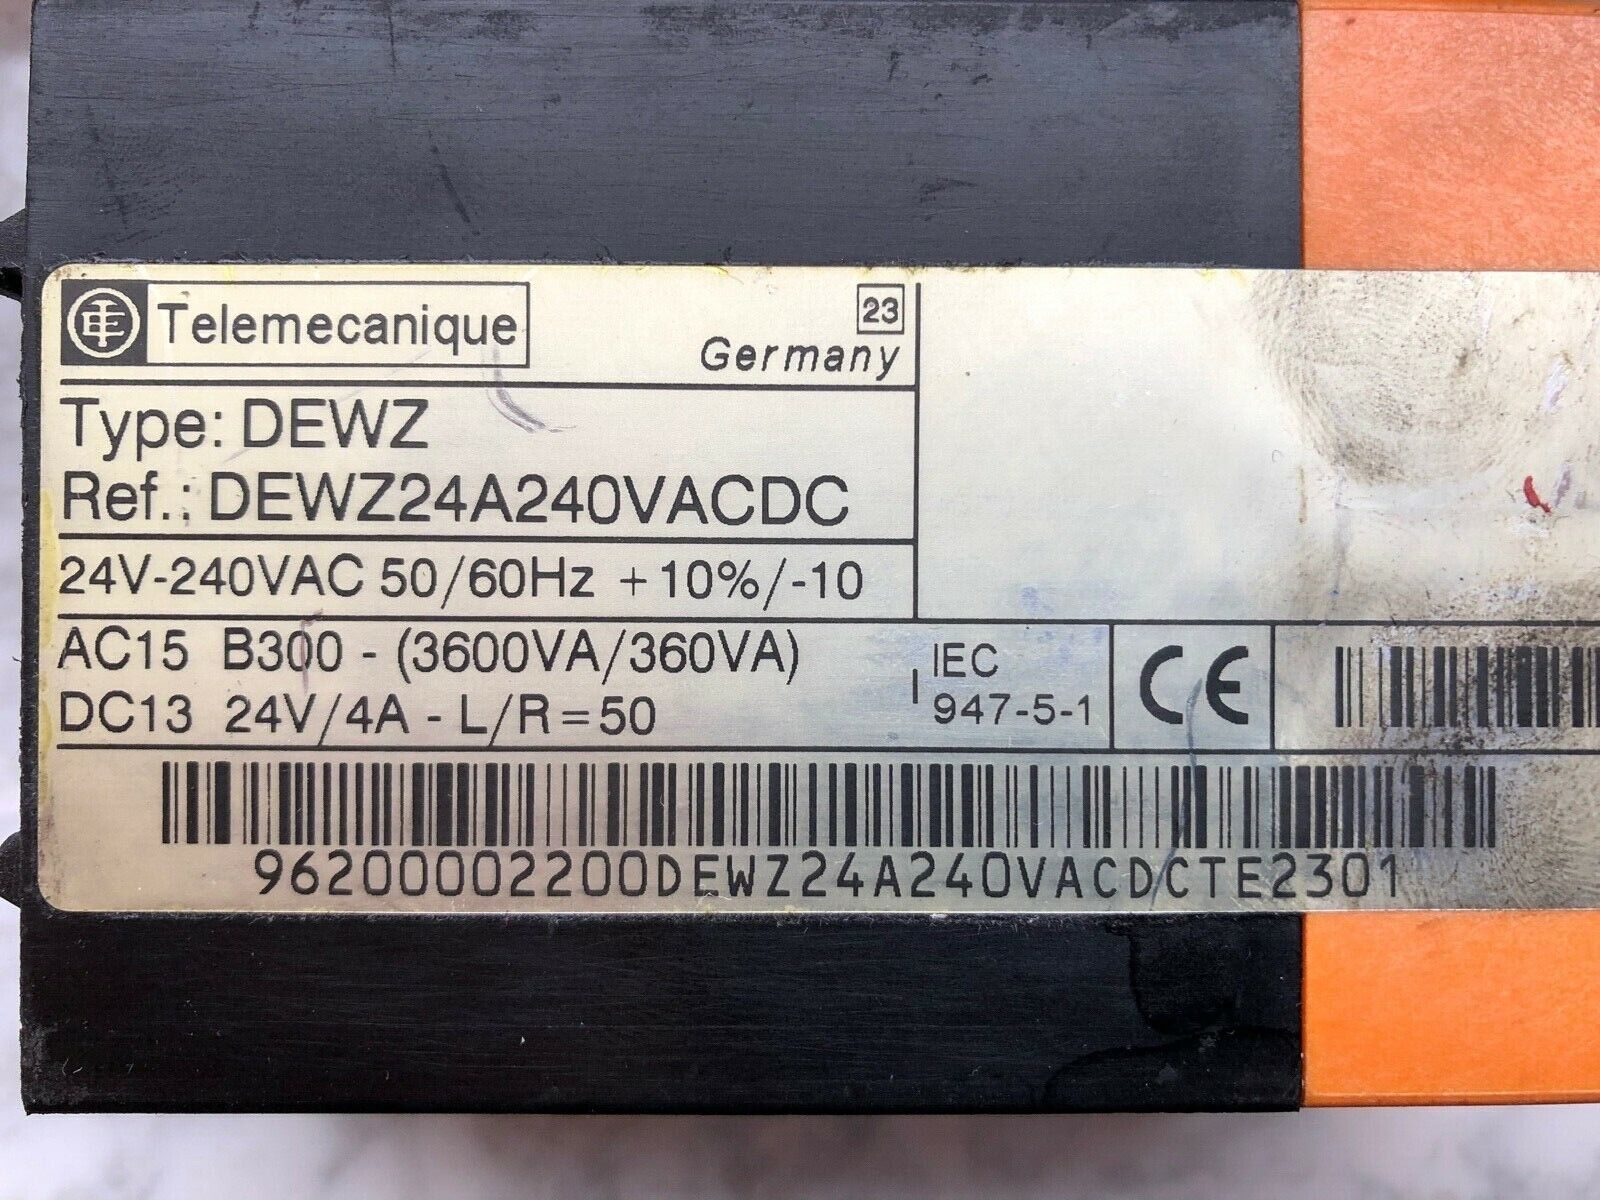 TE Telemecanique
23
Germany
Type: DEWZ
Ref.: DEWZ24A240VACDC
24V-240VAC 50/60Hz +10%/-10
AC15 B300 - (3600VA/360VA)
DC13 24V/4A - L/R=50
IEC
947-5-1
CE
96200002200DEWZ24A240VACDCTE2301